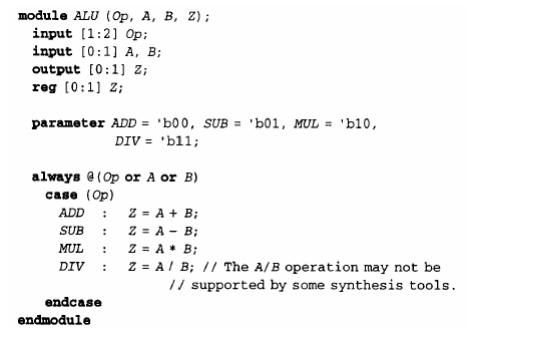 module ALU (Op, A, B, Z);
input [1:2] Op;
input [0:1] A, B;
output [0:1] Z;
reg [0:1] Z;
parameter ADD = 'b00, SUB = 'b01, MUL = 'b10,
DIV = 'b11;
always @(Op or A or B)
case (Op)
ADD : Z = A + B;
SUB : Z = A - B;
MUL : Z = A * B;
DIV : Z = A / B; // The A/B operation may not be
// supported by some synthesis tools.
endcase
endmodule